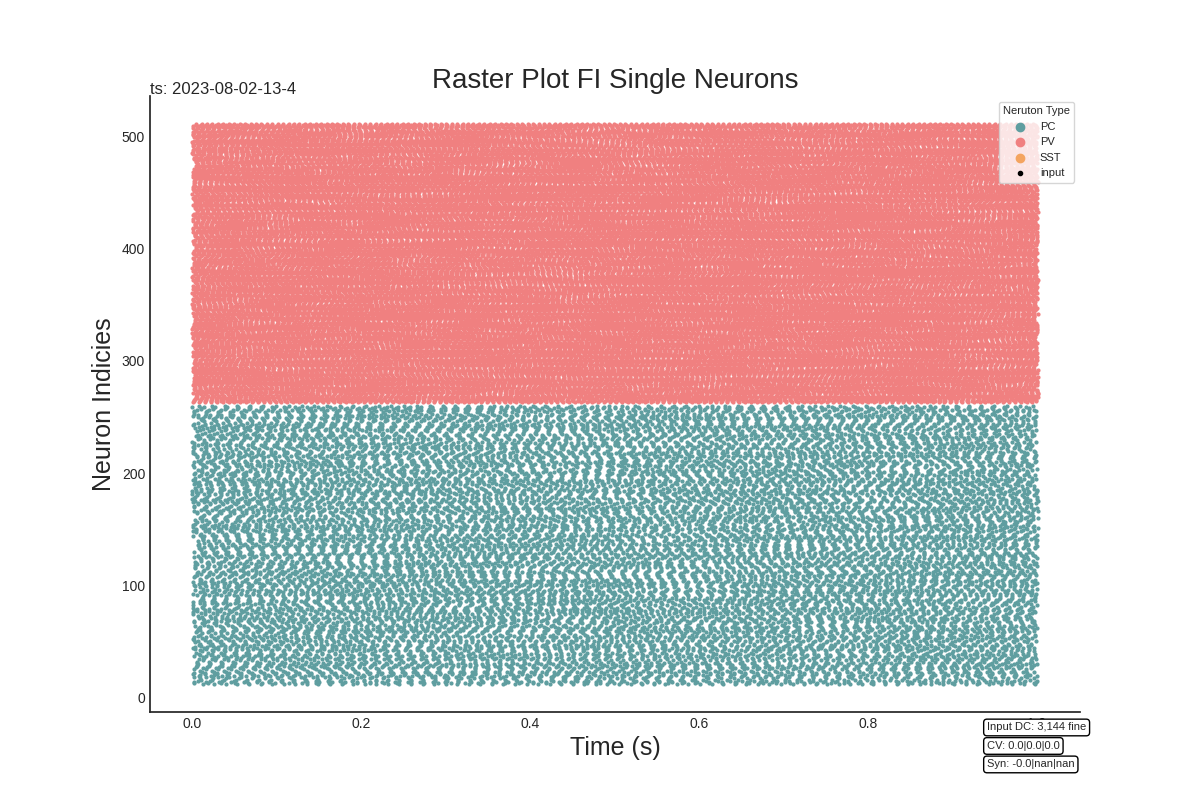 Raster Plot FI Single Neurons
ts: 2023-08-02-13-4
Neruton Type
PC
PV
SST
input
500
400
300
200
100
0
Neuron Indicies
0.0 0.2 0.4 0.6 0.8
Time (s)
Input DC: 3,144 fine
CV: 0.0|0.0|0.0
Syn: -0.0|nan|nan